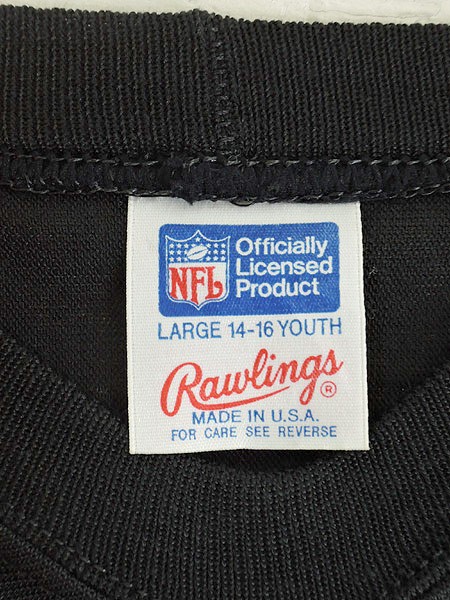 NFL
Officially
Licensed
Product
LARGE 14-16 YOUTH
Rawlings®
MADE IN U.S.A.
FOR CARE SEE REVERSE